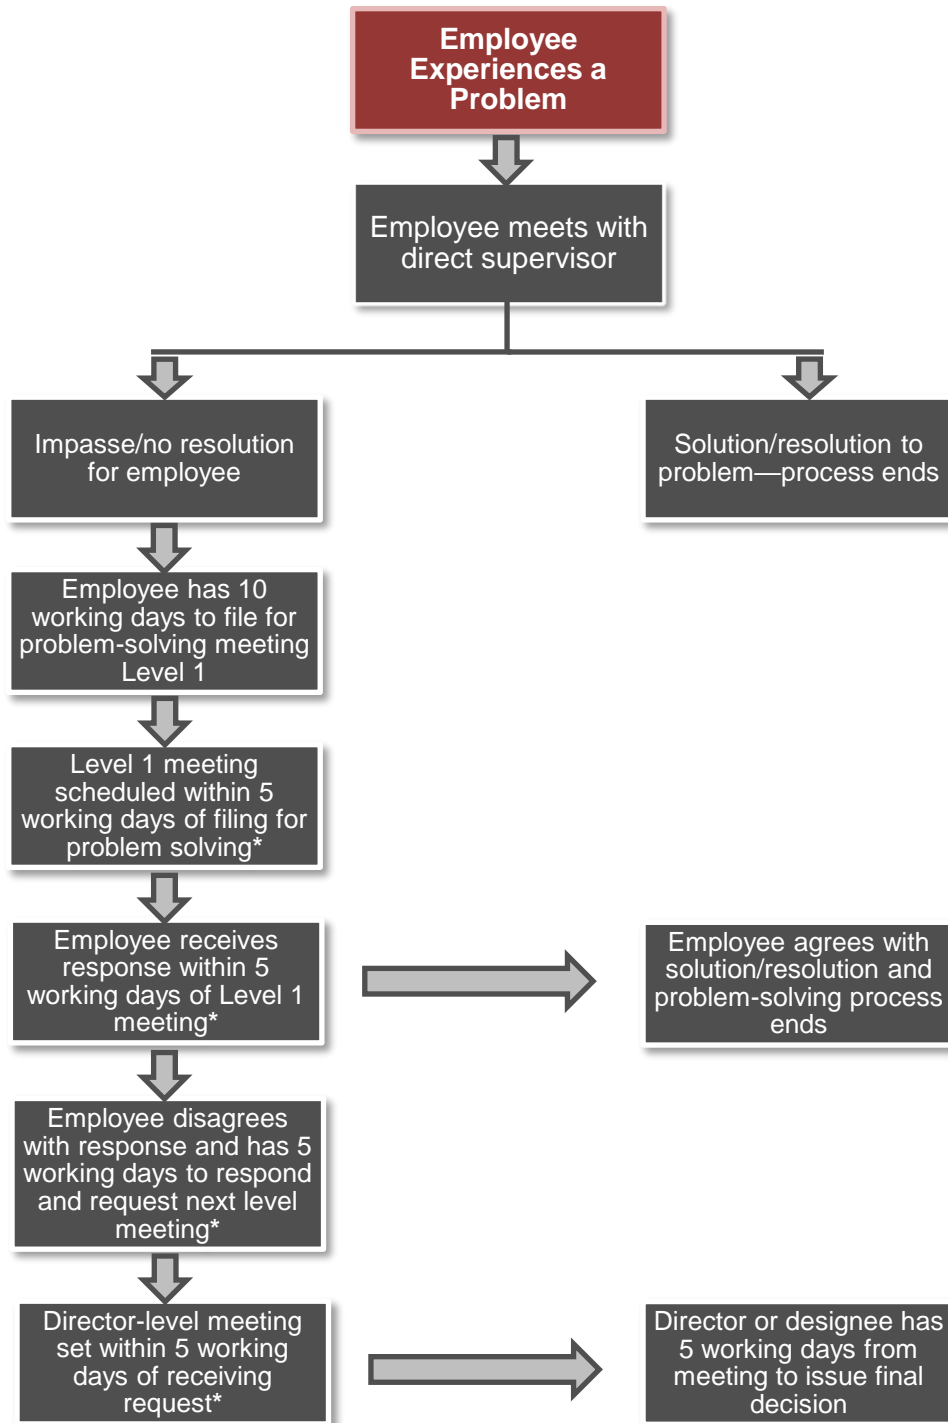 Employee
Experiences a
Problem
Employee meets with
direct supervisor
Impasse/no resolution
for employee
Solution/resolution to
problem—process ends
Employee has 10
working days to file for
problem-solving meeting
Level 1
Level 1 meeting
scheduled within 5
working days of filing for
problem solving*
Employee receives
response within 5
working days of Level 1
meeting*
Employee agrees with
solution/resolution and
problem-solving process
ends
Employee disagrees
with response and has 5
working days to respond
and request next level
meeting*
Director-level meeting
set within 5 working
days of receiving
request*
Director or designee has
5 working days from
meeting to issue final
decision